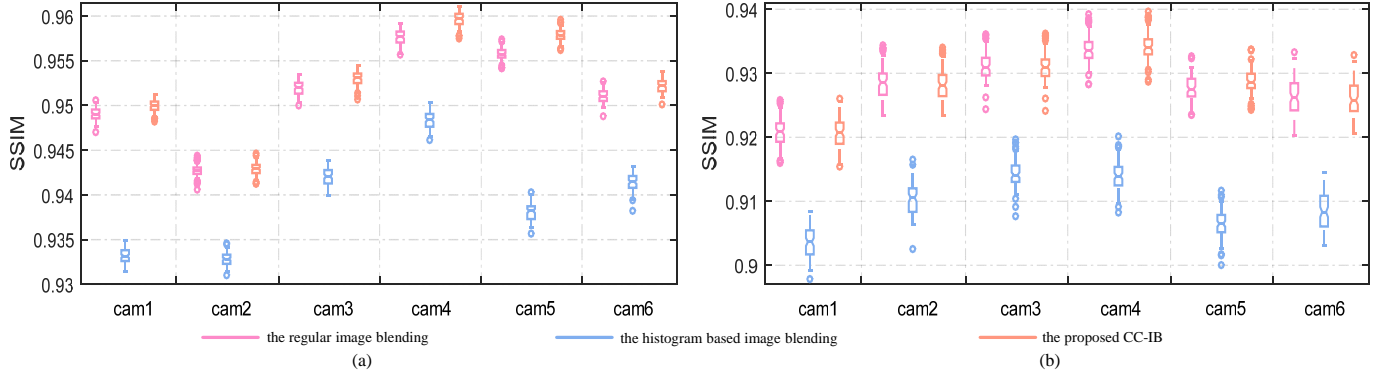 SSIM
0.96
0.955
0.95
0.945
0.94
0.935
0.93
cam1 cam2 cam3 cam4 cam5 cam6
SSIM
0.94
0.93
0.92
0.91
0.9
cam1 cam2 cam3 cam4 cam5 cam6
the regular image blending the histogram based image blending the proposed CC-IB
(a) (b)